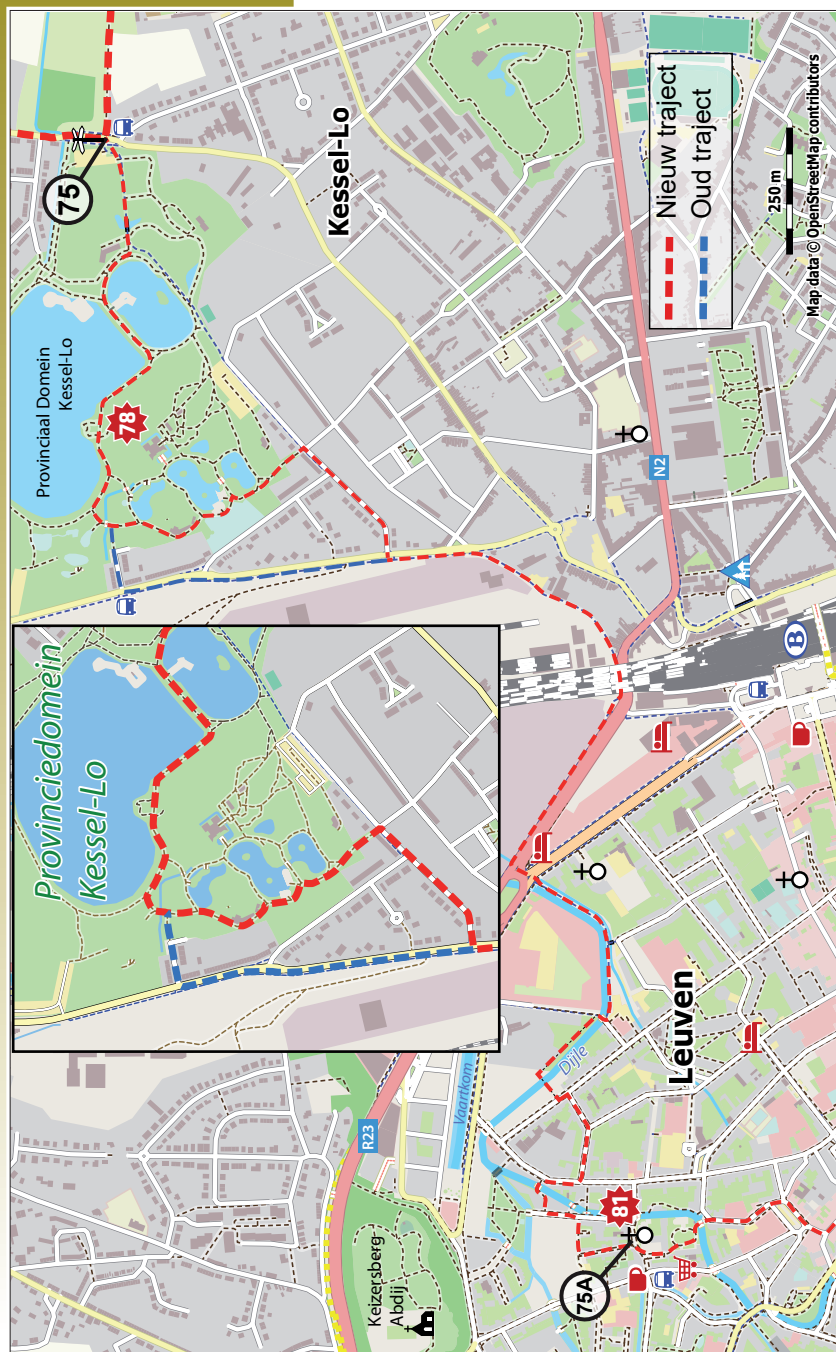 75
78
Provinciaal Domein
Kessel-Lo
Kessel-Lo
Nieuw traject
Oud traject
250 m
Map data © OpenStreetMap contributors
N2
B
Provinciedomein
Kessel-Lo
R23
Vaartkom
Dijle
Leuven
Keizersberg-
Abdij
81
75A